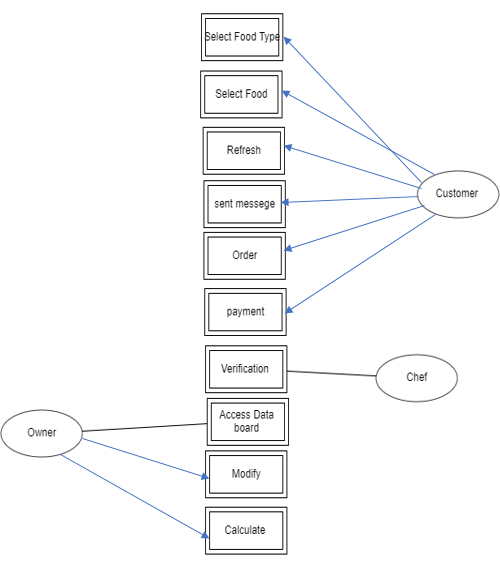 Select Food Type
Select Food
Refresh
sent messege
Customer
Order
payment
Verification
Chef
Access Data
board
Owner
Modify
Calculate